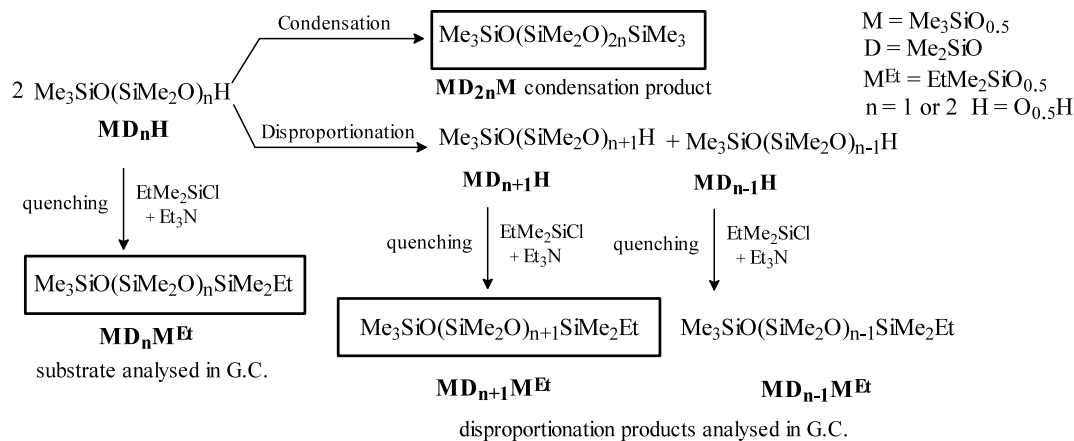 Condensation
Me₃SiO(SiMe₂O)₂ₙSiMe₃
MD₂ₙM condensation product
M = Me₃SiO₀.₅
D = Me₂SiO
Mᴱᵗ = EtMe₂SiO₀.₅
n = 1 or 2 H = O₀.₅H
2 Me₃SiO(SiMe₂O)ₙH
MDₙH
Disproportionation
Me₃SiO(SiMe₂O)ₙ₊₁H + Me₃SiO(SiMe₂O)ₙ₋₁H
MDₙ₊₁H
MDₙ₋₁H
quenching
EtMe₂SiCl
+ Et₃N
quenching
EtMe₂SiCl
+ Et₃N
quenching
EtMe₂SiCl
+ Et₃N
Me₃SiO(SiMe₂O)ₙSiMe₂Et
MDₙMᴱᵗ
substrate analysed in G.C.
Me₃SiO(SiMe₂O)ₙ₊₁SiMe₂Et
Me₃SiO(SiMe₂O)ₙ₋₁SiMe₂Et
MDₙ₊₁Mᴱᵗ
MDₙ₋₁Mᴱᵗ
disproportionation products analysed in G.C.